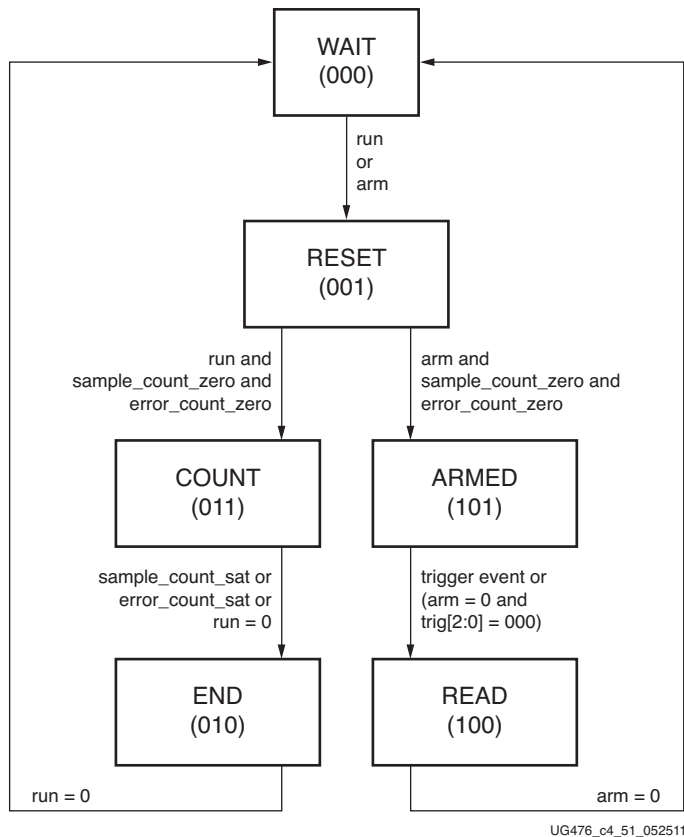 WAIT
(000)
run
or
arm
RESET
(001)
run and
sample_count_zero and
error_count_zero
arm and
sample_count_zero and
error_count_zero
COUNT
(011)
ARMED
(101)
sample_count_sat or
error_count_sat or
run = 0
trigger event or
(arm = 0 and
trig[2:0] = 000)
END
(010)
READ
(100)
run = 0
arm = 0
UG476_c4_51_052511